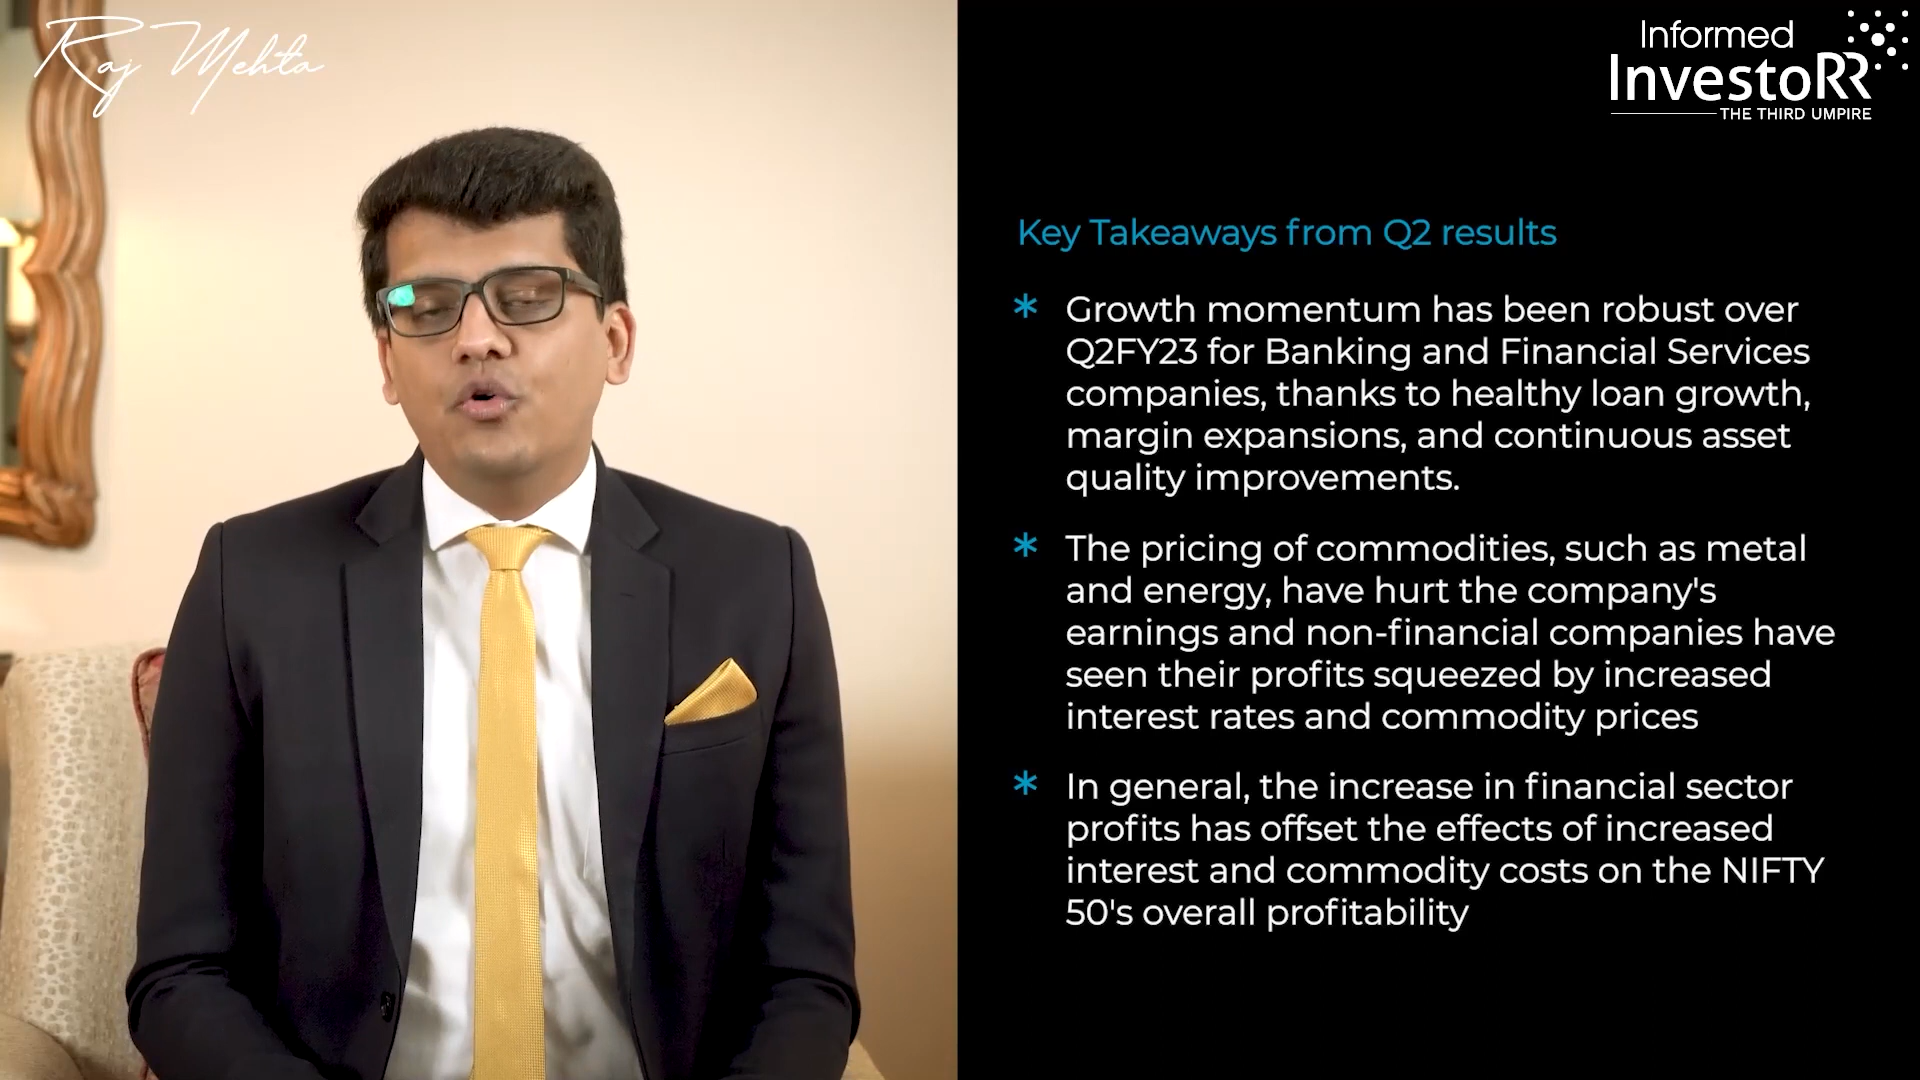 Raj Mehta
Informed
InvestoRR
THE THIRD UMPIRE
Key Takeaways from Q2 results
* Growth momentum has been robust over
Q2FY23 for Banking and Financial Services
companies, thanks to healthy loan growth,
margin expansions, and continuous asset
quality improvements.
* The pricing of commodities, such as metal
and energy, have hurt the company's
earnings and non-financial companies have
seen their profits squeezed by increased
interest rates and commodity prices
* In general, the increase in financial sector
profits has offset the effects of increased
interest and commodity costs on the NIFTY
50's overall profitability